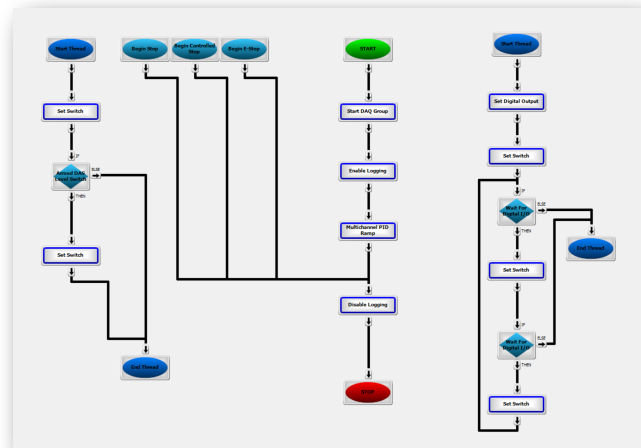 Start Thread
Set Switch
IF
Armed DAQ
Level Switch
ELSE
THEN
Set Switch
End Thread
Begin Stop
Begin Controlled
Stop
Begin E-Stop
START
Start DAQ Group
Enable Logging
Multichannel PID
Ramp
Disable Logging
STOP
Start Thread
Set Digital Output
Set Switch
IF
Wait For
Digital I/O
ELSE
THEN
End Thread
Set Switch
IF
Wait For
Digital I/O
ELSE
THEN
Set Switch